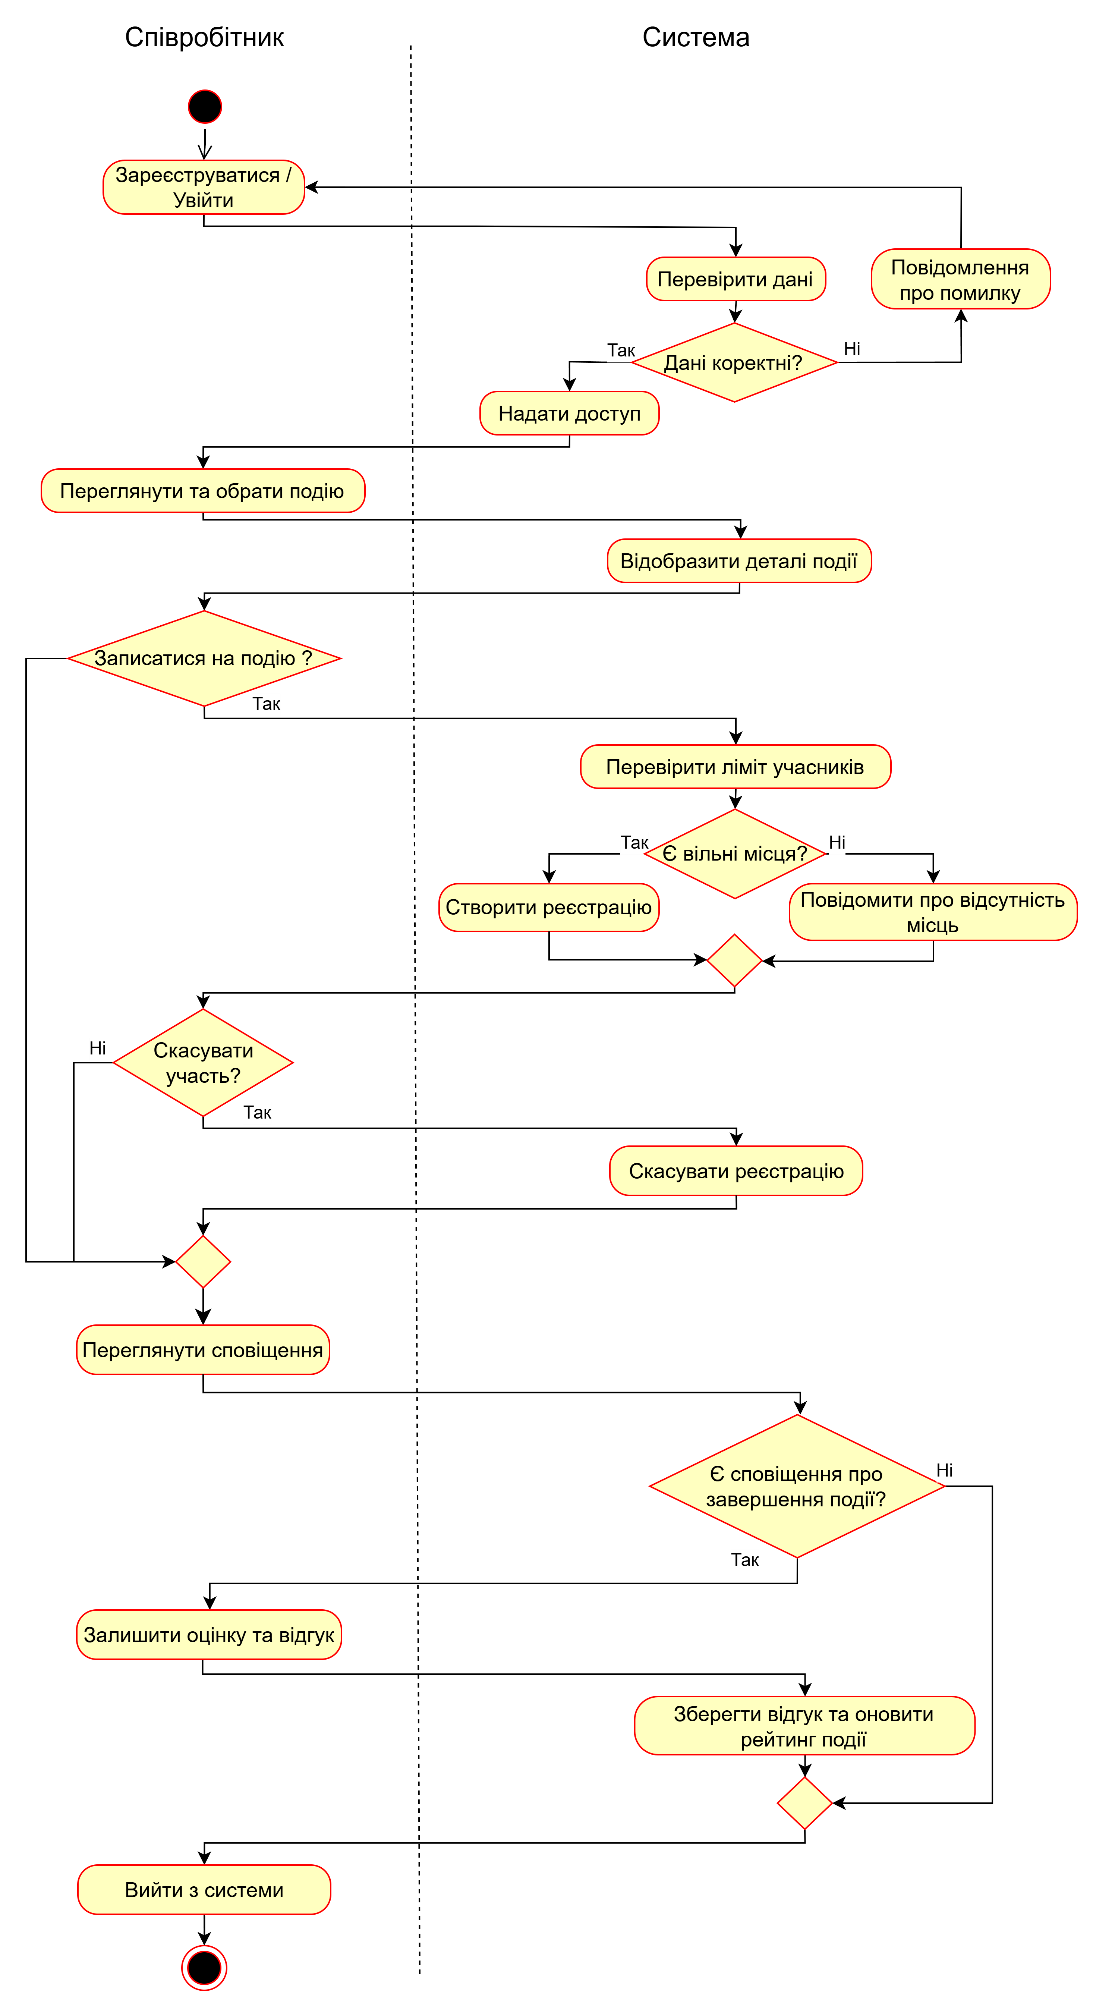 Співробітник
Система
Зареєструватися /
Увійти
Перевірити дані
Повідомлення
про помилку
Так
Дані коректні?
Ні
Надати доступ
Переглянути та обрати подію
Відобразити деталі події
Записатися на подію ?
Так
Перевірити ліміт учасників
Так
Є вільні місця?
Ні
Створити реєстрацію
Повідомити про відсутність
місць
Ні
Скасувати
участь?
Так
Скасувати реєстрацію
Переглянути сповіщення
Є сповіщення про
завершення події?
Ні
Так
Залишити оцінку та відгук
Зберегти відгук та оновити
рейтинг події
Вийти з системи